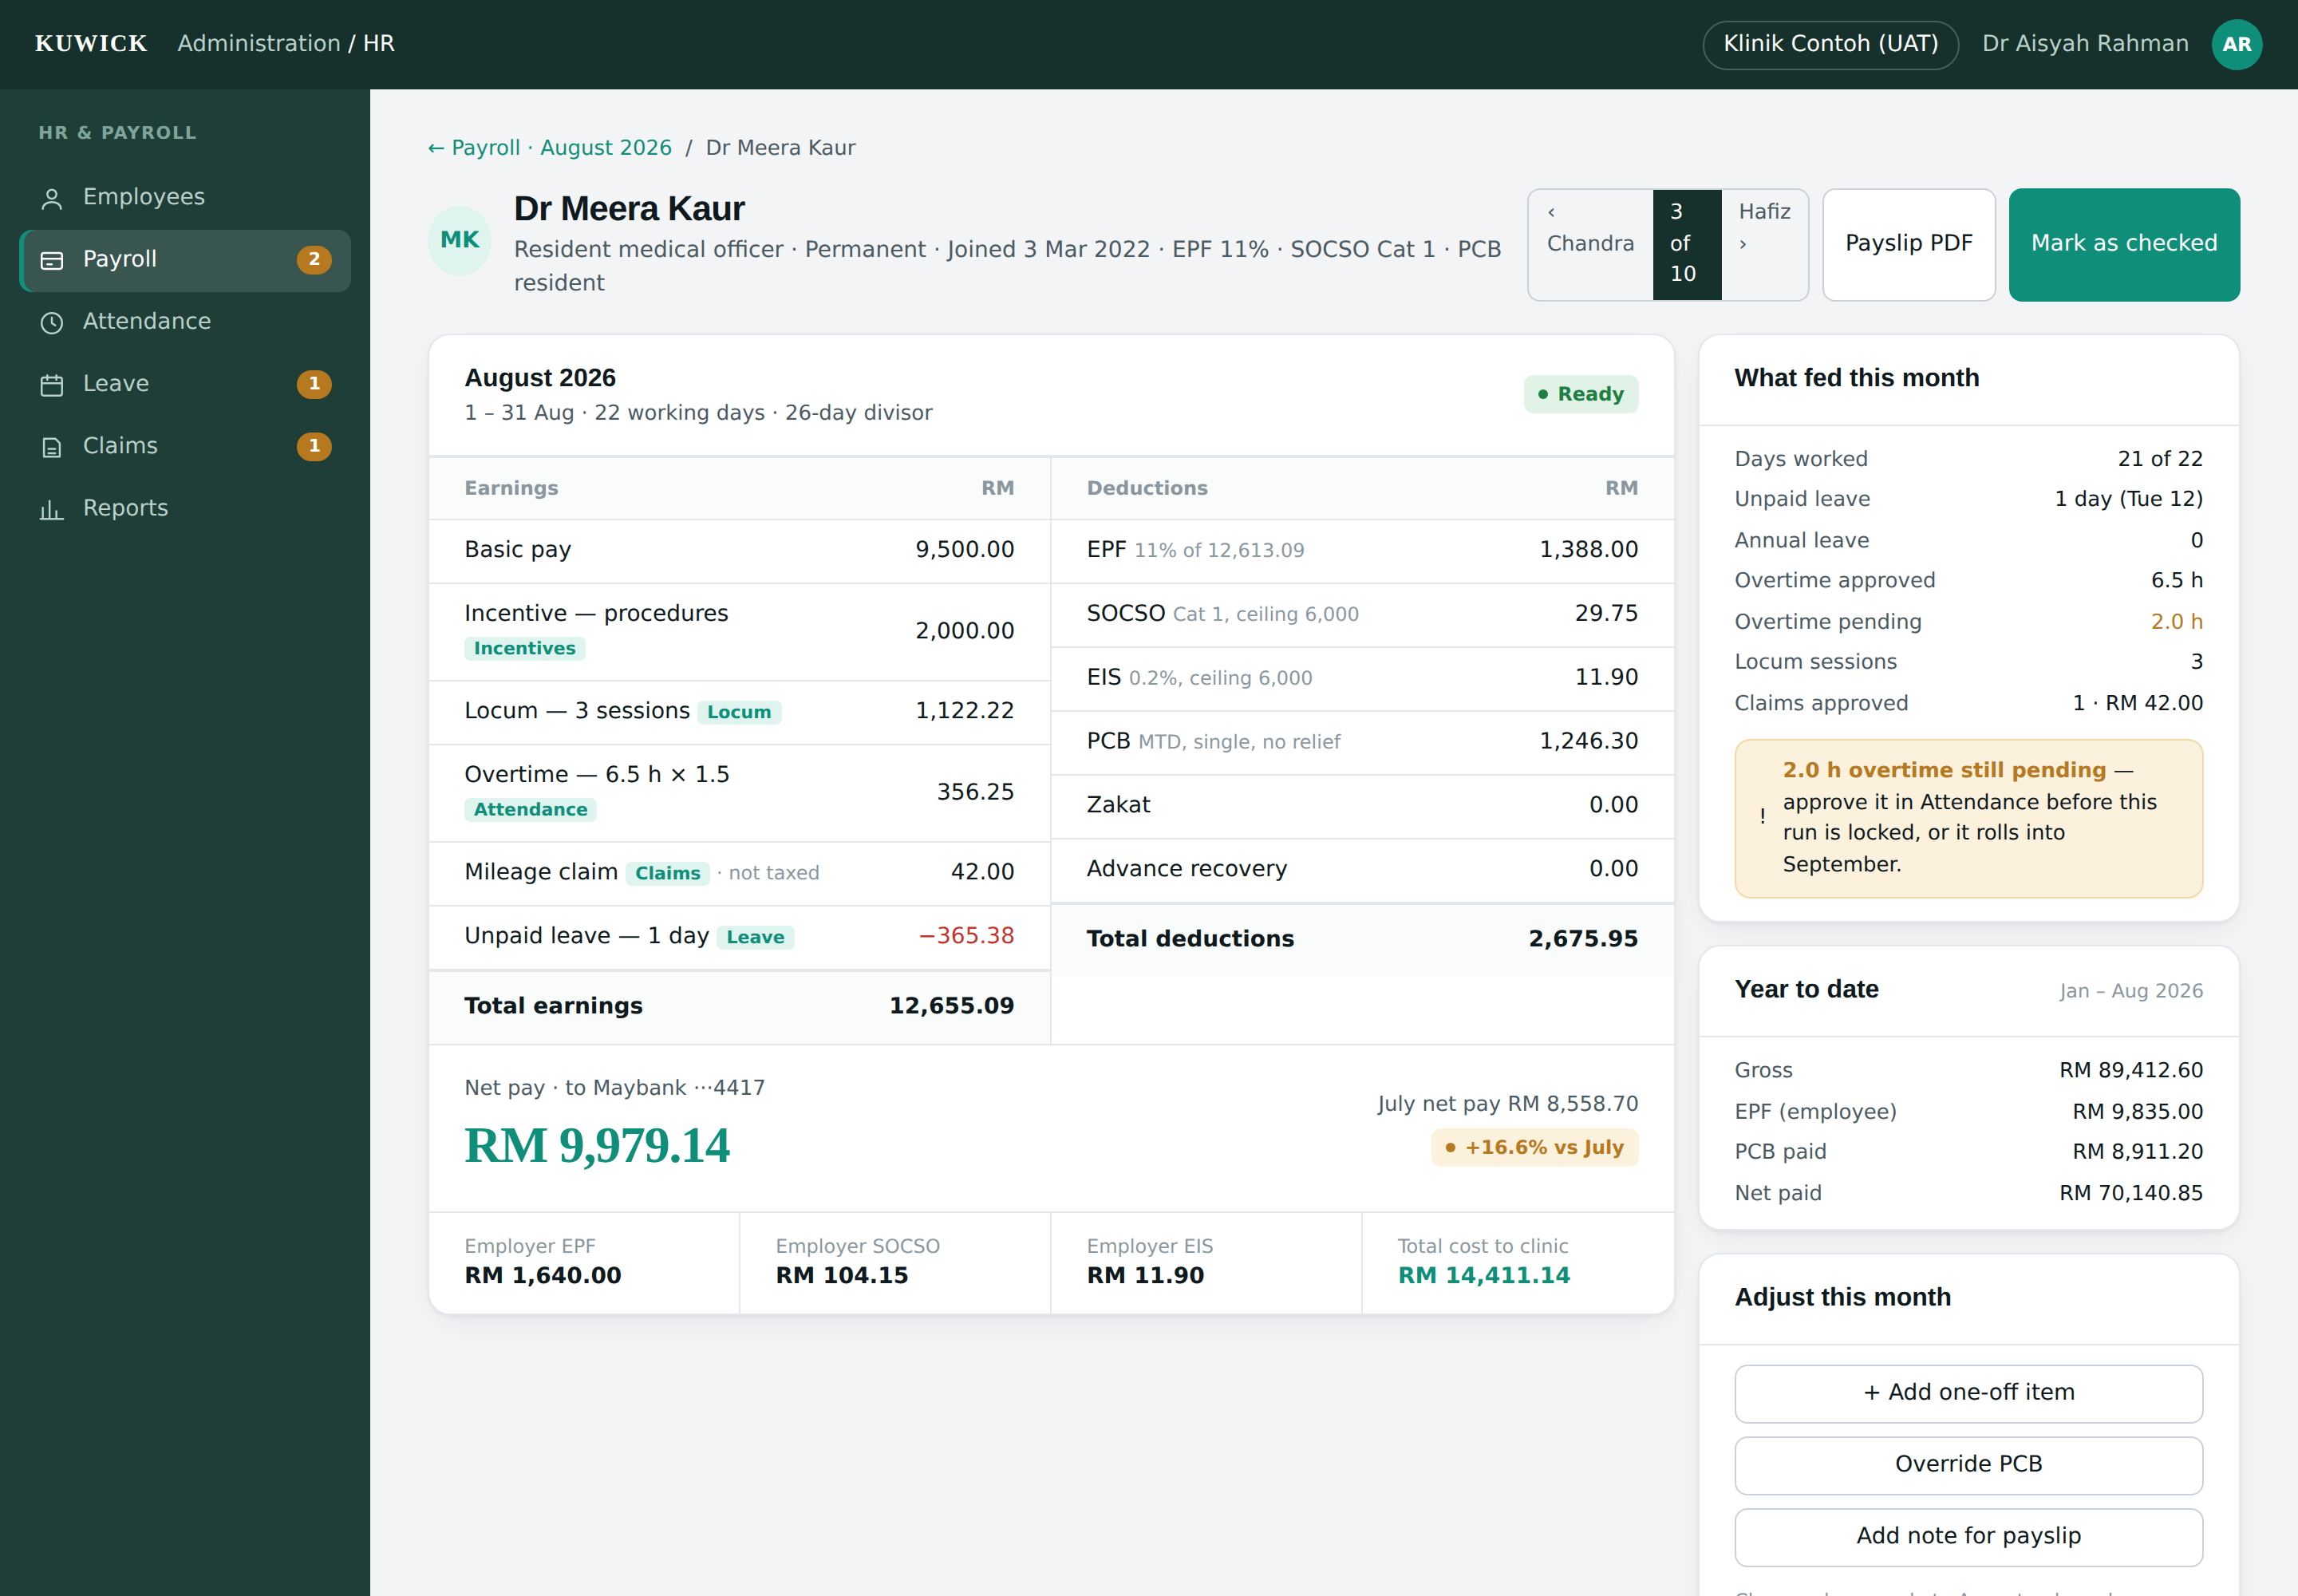 KUWICK Administration / HR Klinik Contoh (UAT) Dr Aisyah Rahman AR
HR & PAYROLL
Employees
Payroll 2
Attendance
Leave 1
Claims 1
Reports
← Payroll · August 2026 / Dr Meera Kaur
MK
Dr Meera Kaur
Resident medical officer · Permanent · Joined 3 Mar 2022 · EPF 11% · SOCSO Cat 1 · PCB
resident
‹
Chandra
3
of
10
Hafiz
›
Payslip PDF
Mark as checked
August 2026
1 – 31 Aug · 22 working days · 26-day divisor
Ready
Earnings RM
Basic pay 9,500.00
Incentive — procedures
Incentives
2,000.00
Locum — 3 sessions Locum 1,122.22
Overtime — 6.5 h × 1.5
Attendance
356.25
Mileage claim Claims · not taxed 42.00
Unpaid leave — 1 day Leave −365.38
Total earnings 12,655.09
Deductions RM
EPF 11% of 12,613.09 1,388.00
SOCSO Cat 1, ceiling 6,000 29.75
EIS 0.2%, ceiling 6,000 11.90
PCB MTD, single, no relief 1,246.30
Zakat 0.00
Advance recovery 0.00
Total deductions 2,675.95
Net pay · to Maybank ···4417
RM 9,979.14
July net pay RM 8,558.70
+16.6% vs July
Employer EPF
RM 1,640.00
Employer SOCSO
RM 104.15
Employer EIS
RM 11.90
Total cost to clinic
RM 14,411.14
What fed this month
Days worked 21 of 22
Unpaid leave 1 day (Tue 12)
Annual leave 0
Overtime approved 6.5 h
Overtime pending 2.0 h
Locum sessions 3
Claims approved 1 · RM 42.00
!
2.0 h overtime still pending —
approve it in Attendance before this
run is locked, or it rolls into
September.
Year to date Jan – Aug 2026
Gross RM 89,412.60
EPF (employee) RM 9,835.00
PCB paid RM 8,911.20
Net paid RM 70,140.85
Adjust this month
+ Add one-off item
Override PCB
Add note for payslip